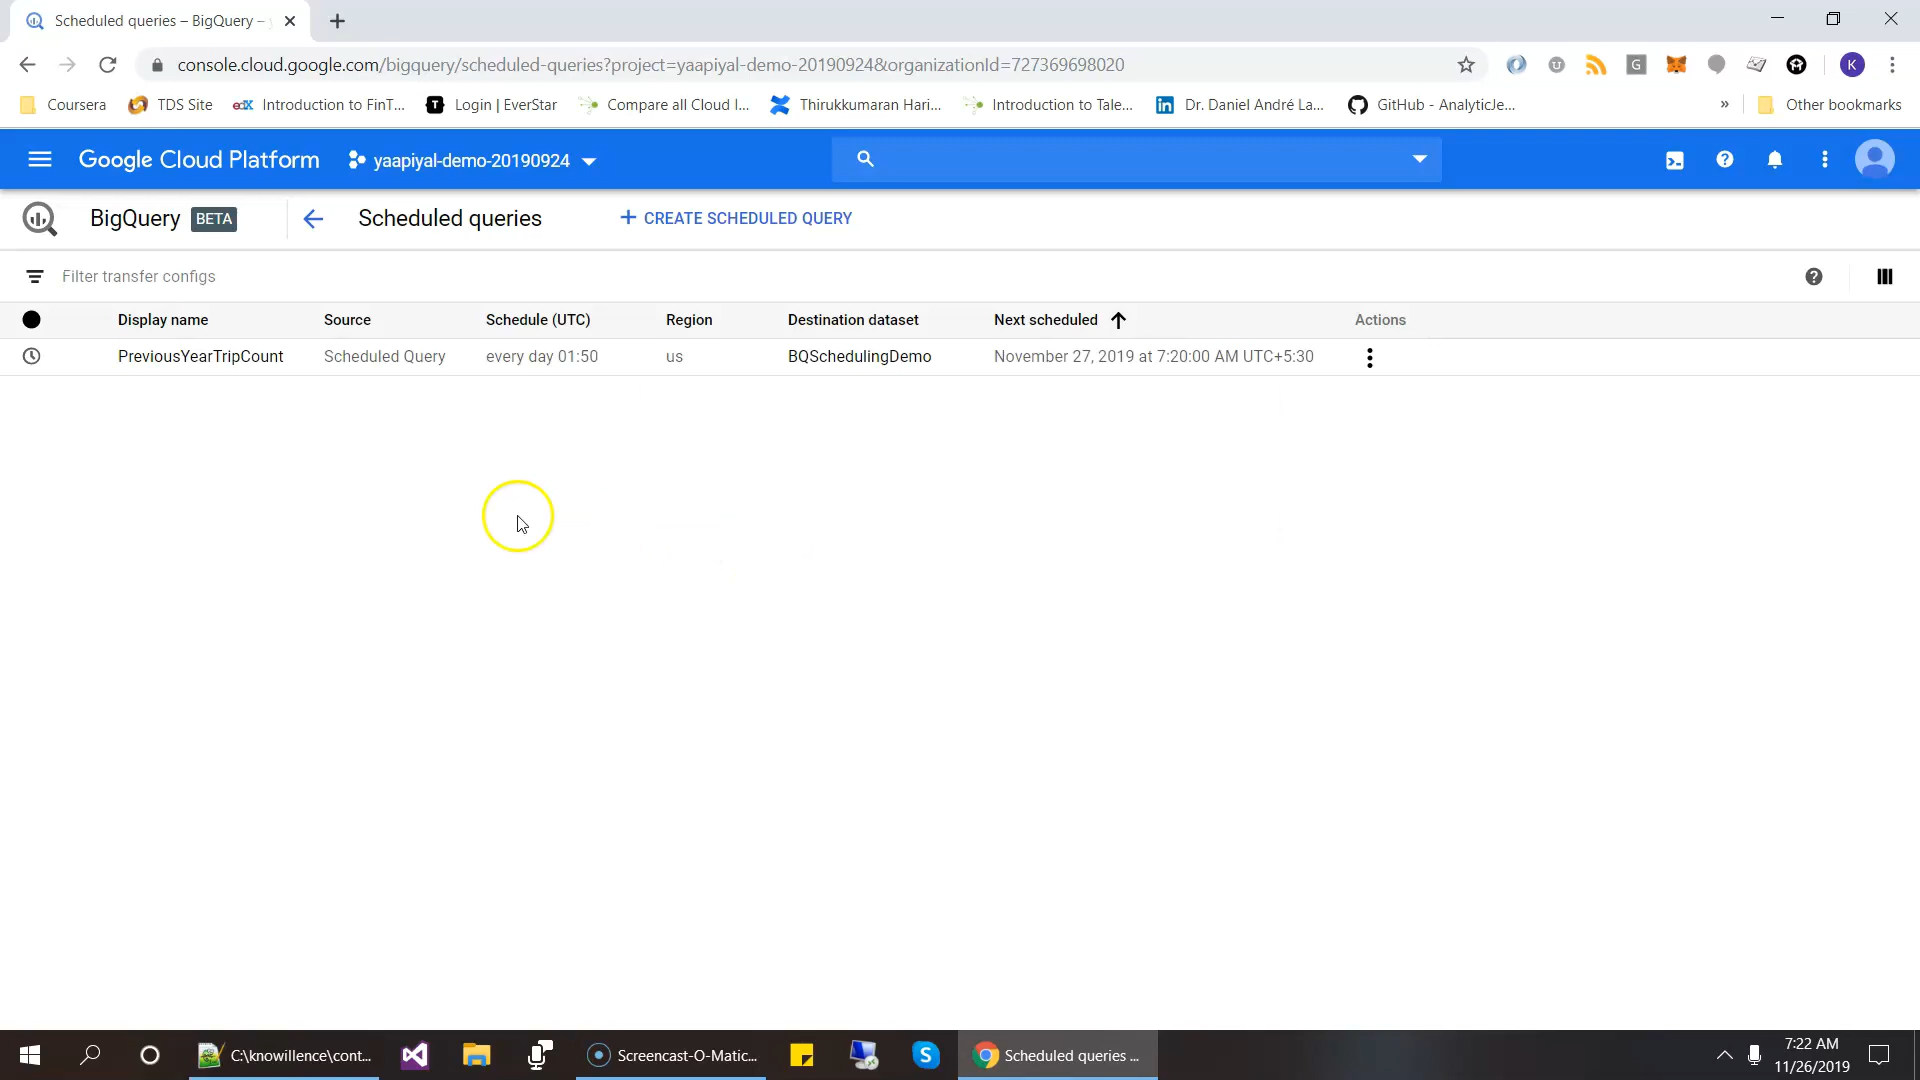 Scheduled queries – BigQuery –
console.cloud.google.com/bigquery/scheduled-queries?project=yaapiyal-demo-20190924&organizationId=727369698020
K
Coursera TDS Site edX Introduction to FinT... T Login | EverStar Compare all Cloud I... Thirukkumaran Hari... Introduction to Tale... in Dr. Daniel André La... GitHub - AnalyticJe... » Other bookmarks
Google Cloud Platform yaapiyal-demo-20190924
BigQuery BETA Scheduled queries + CREATE SCHEDULED QUERY
Filter transfer configs
Display name Source Schedule (UTC) Region Destination dataset Next scheduled Actions
PreviousYearTripCount Scheduled Query every day 01:50 us BQSchedulingDemo November 27, 2019 at 7:20:00 AM UTC+5:30
C:\knowillence\cont... Screencast-O-Matic... S Scheduled queries ... 7:22 AM
11/26/2019